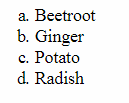 a. Beetroot
b. Ginger
c. Potato
d. Radish